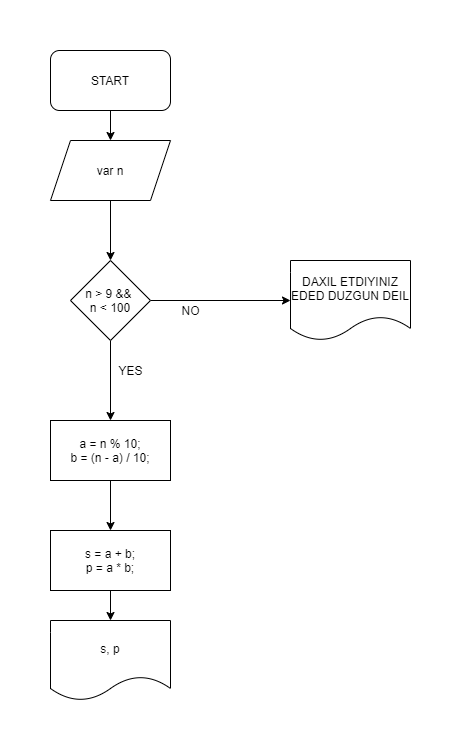 START
var n
n > 9 &&
n < 100
NO
DAXIL ETDIYINIZ
EDED DUZGUN DEIL
YES
a = n % 10;
b = (n - a) / 10;
s = a + b;
p = a * b;
s, p